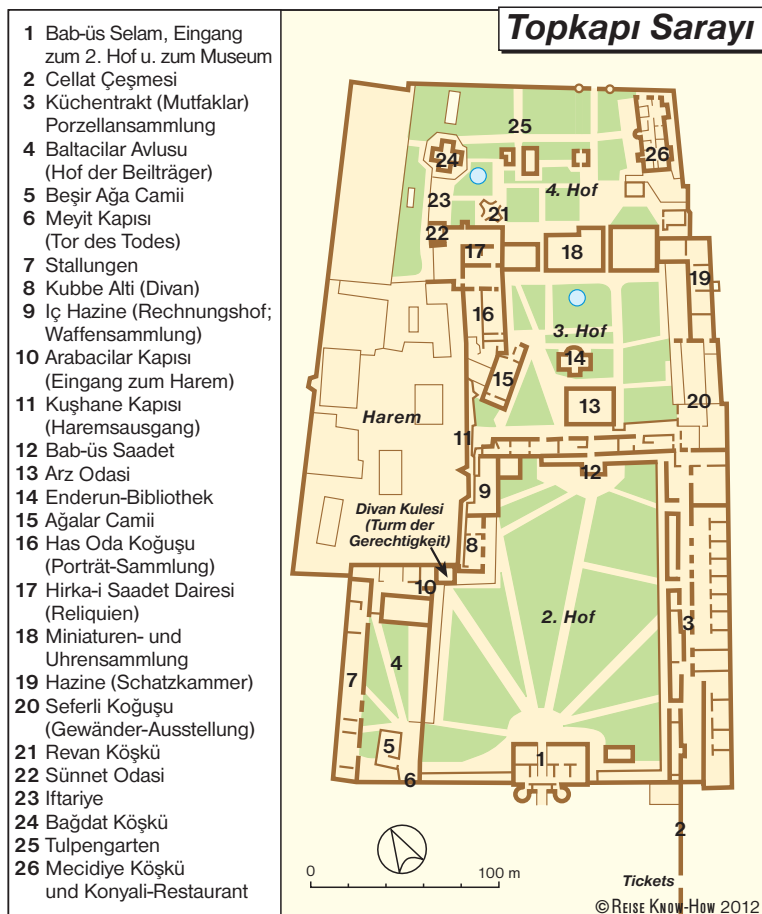 Topkapı Sarayı
1 Bab-üs Selam, Eingang
zum 2. Hof u. zum Museum
2 Cellat Çeşmesi
3 Küchentrakt (Mutfaklar)
Porzellansammlung
4 Baltacilar Avlusu
(Hof der Beilträger)
5 Beşir Ağa Camii
6 Meyit Kapısı
(Tor des Todes)
7 Stallungen
8 Kubbe Alti (Divan)
9 Iç Hazine (Rechnungshof;
Waffensammlung)
10 Arabacilar Kapısı
(Eingang zum Harem)
11 Kuşhane Kapısı
(Haremsausgang)
12 Bab-üs Saadet
13 Arz Odasi
14 Enderun-Bibliothek
15 Ağalar Camii
16 Has Oda Koğuşu
(Porträt-Sammlung)
17 Hirka-i Saadet Dairesi
(Reliquien)
18 Miniaturen- und
Uhrensammlung
19 Hazine (Schatzkammer)
20 Seferli Koğuşu
(Gewänder-Ausstellung)
21 Revan Köşkü
22 Sünnet Odasi
23 Iftariye
24 Bağdat Köşkü
25 Tulpengarten
26 Mecidiye Köşkü
und Konyali-Restaurant
25
24
26
4. Hof
23
21
22
17
18
19
16
3. Hof
14
15
13
20
Harem
11
12
9
Divan Kulesi
(Turm der
Gerechtigkeit)
8
10
2. Hof
3
4
7
5
1
6
2
0
100 m
Tickets
© REISE KNOW-HOW 2012